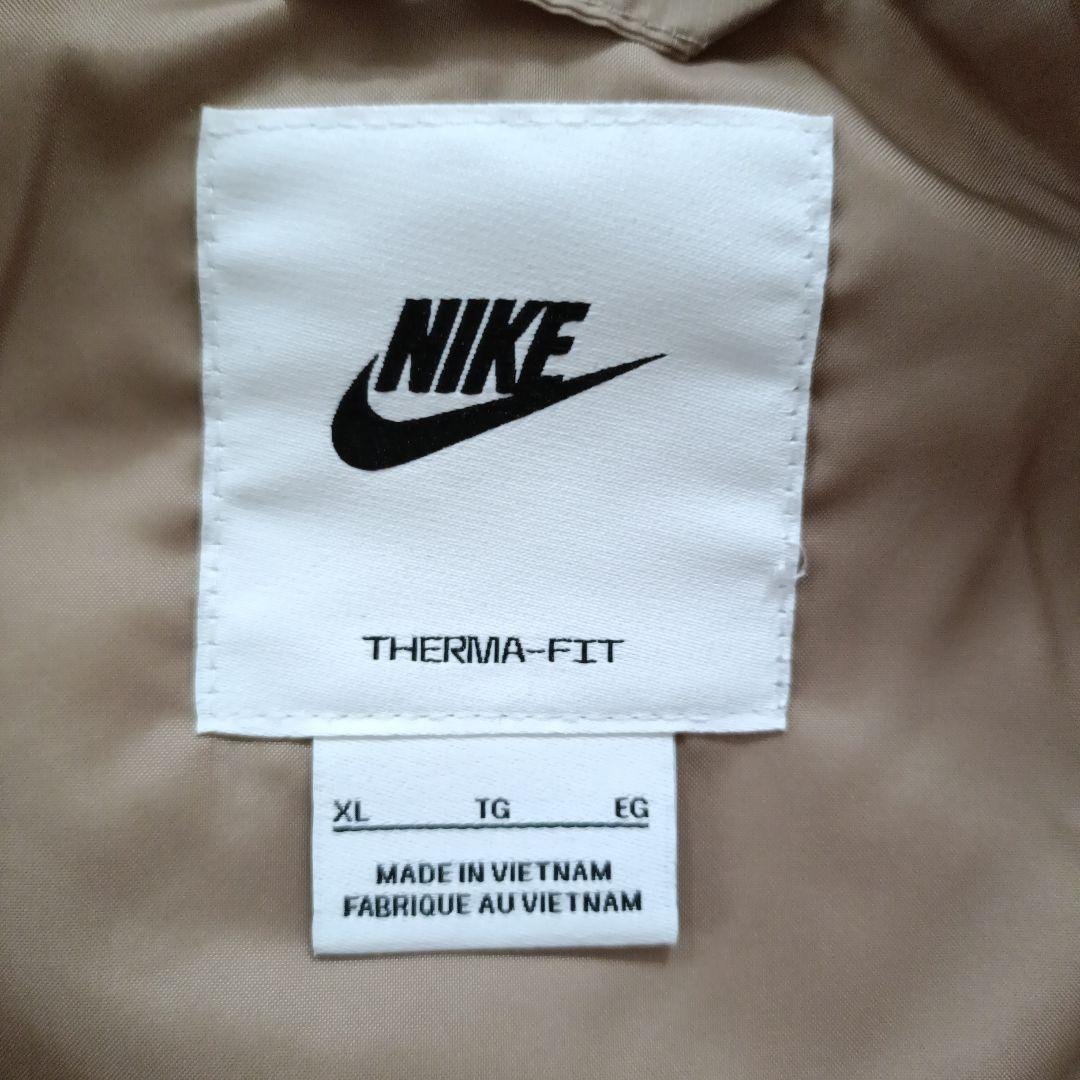 NIKE
THERMA-FIT
XL TG EG
MADE IN VIETNAM
FABRIQUE AU VIETNAM